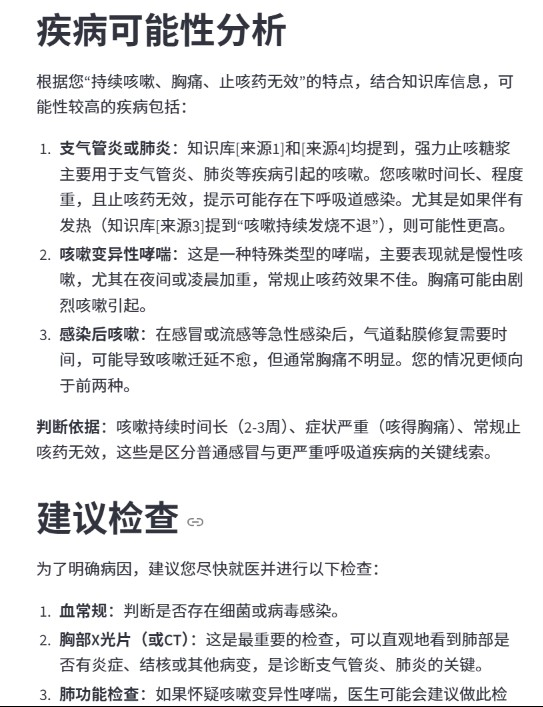 疾病可能性分析
根据您“持续咳嗽、胸痛、止咳药无效”的特点，结合知识库信息，可
能性较高的疾病包括：
1. 支气管炎或肺炎：知识库[来源1]和[来源4]均提到，强力止咳糖浆
主要用于支气管炎、肺炎等疾病引起的咳嗽。您咳嗽时间长、程度
重，且止咳药无效，提示可能存在下呼吸道感染。尤其是如果伴有
发热（知识库[来源3]提到“咳嗽持续发烧不退”），则可能性更高。
2. 咳嗽变异性哮喘：这是一种特殊类型的哮喘，主要表现就是慢性咳
嗽，尤其在夜间或凌晨加重，常规止咳药效果不佳。胸痛可能由剧
烈咳嗽引起。
3. 感染后咳嗽：在感冒或流感等急性感染后，气道黏膜修复需要时
间，可能导致咳嗽迁延不愈，但通常胸痛不明显。您的情况更倾向
于前两种。
判断依据：咳嗽持续时间长（2-3周）、症状严重（咳得胸痛）、常规止
咳药无效，这些是区分普通感冒与更严重呼吸道疾病的关键线索。
建议检查
为了明确病因，建议您尽快就医并进行以下检查：
1. 血常规：判断是否存在细菌或病毒感染。
2. 胸部X光片（或CT）：这是最重要的检查，可以直观地看到肺部是
否有炎症、结核或其他病变，是诊断支气管炎、肺炎的关键。
3. 肺功能检查：如果怀疑咳嗽变异性哮喘，医生可能会建议做此检